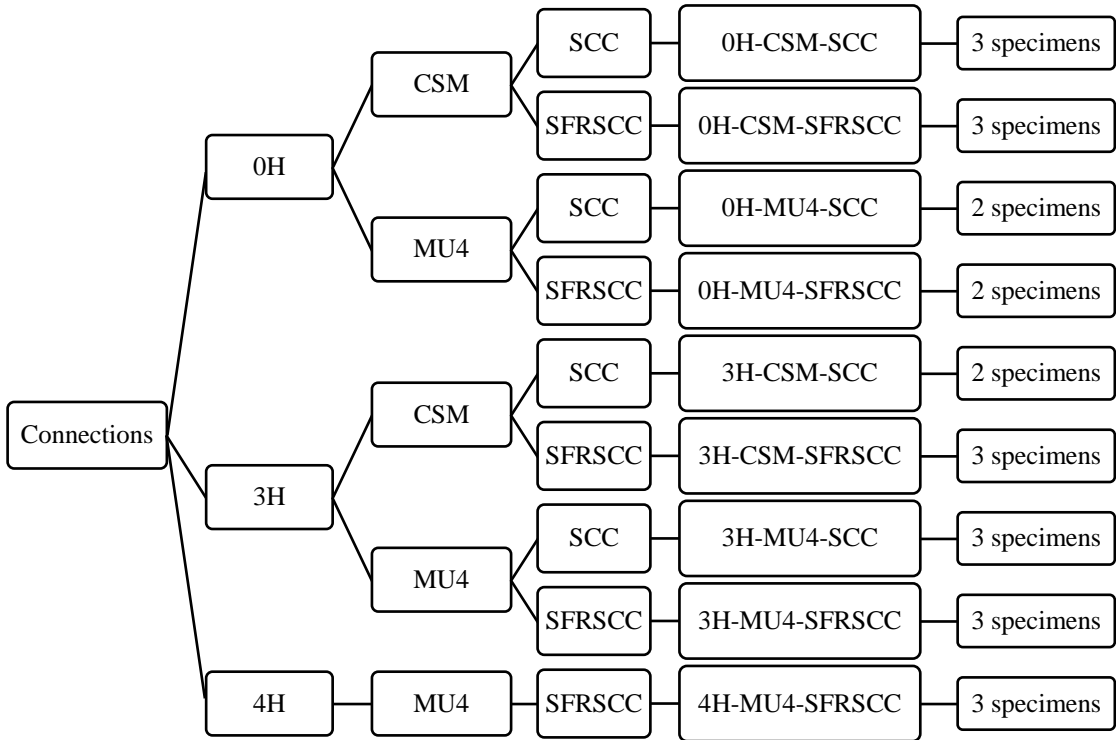 Connections
0H
CSM
SCC
0H-CSM-SCC
3 specimens
SFRSCC
0H-CSM-SFRSCC
3 specimens
MU4
SCC
0H-MU4-SCC
2 specimens
SFRSCC
0H-MU4-SFRSCC
2 specimens
3H
CSM
SCC
3H-CSM-SCC
2 specimens
SFRSCC
3H-CSM-SFRSCC
3 specimens
MU4
SCC
3H-MU4-SCC
3 specimens
SFRSCC
3H-MU4-SFRSCC
3 specimens
4H
MU4
SFRSCC
4H-MU4-SFRSCC
3 specimens